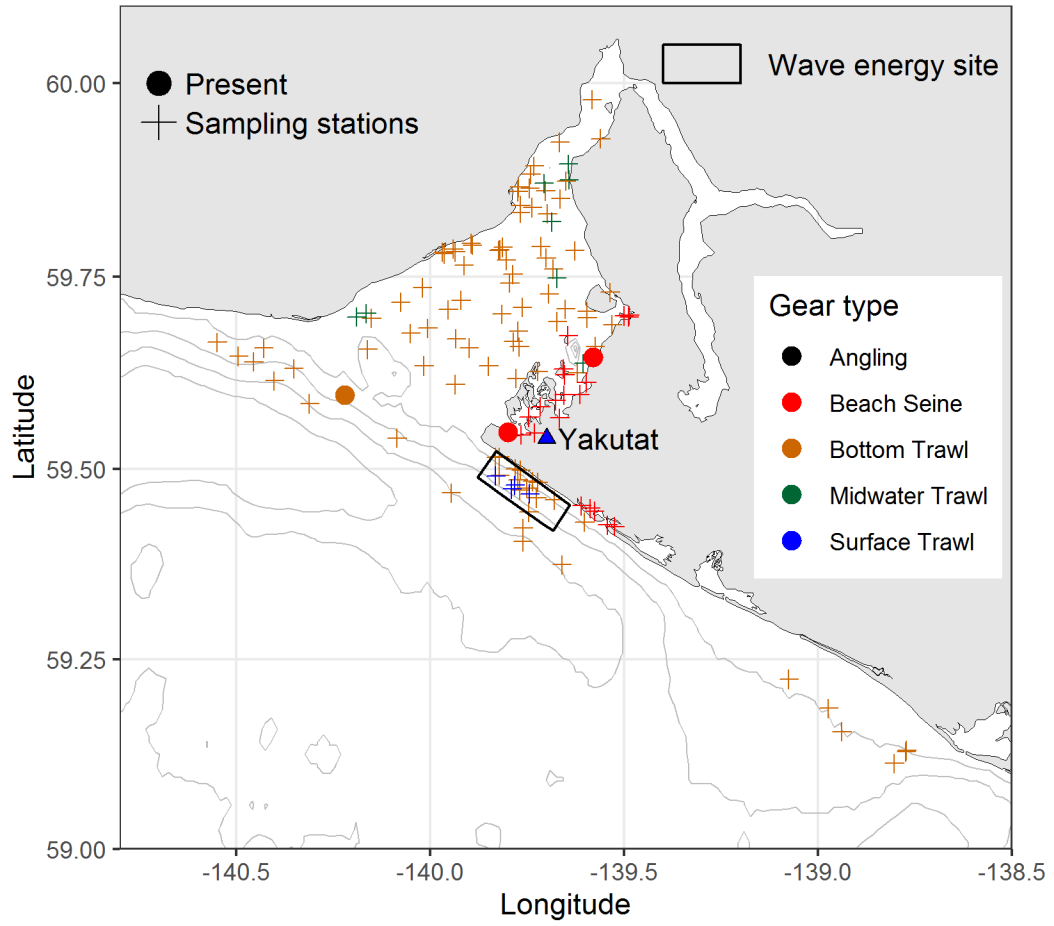 Present
Sampling stations
Wave energy site
60.00
59.75
59.50
59.25
59.00
Latitude
Yakutat
Gear type
Angling
Beach Seine
Bottom Trawl
Midwater Trawl
Surface Trawl
-140.5
-140.0
-139.5
-139.0
-138.5
Longitude